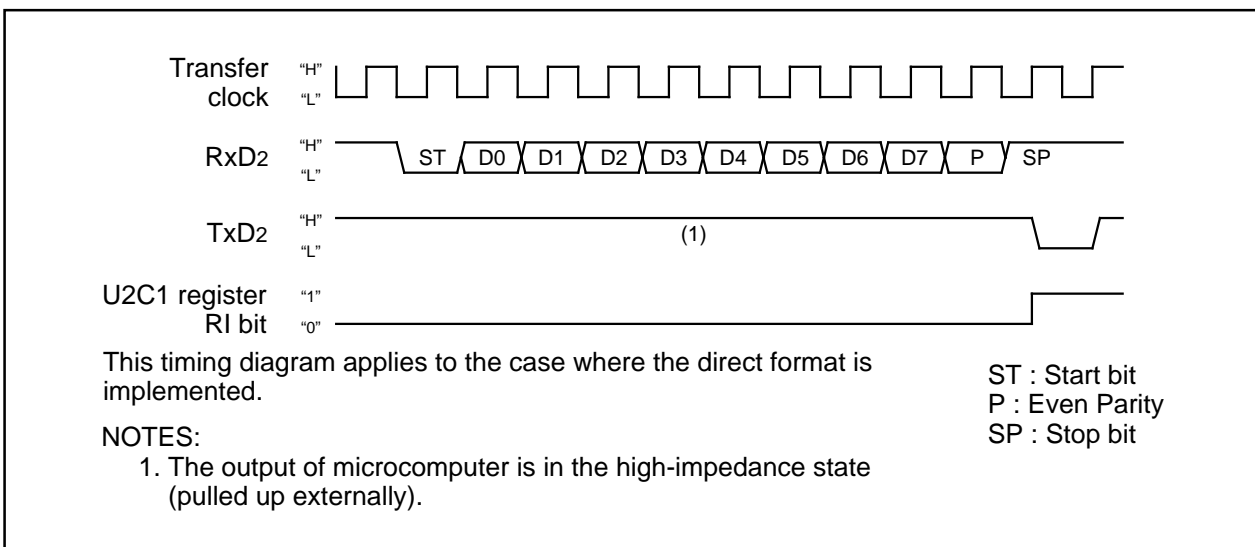 Transfer clock “H” “L”
RxD2 “H” “L” ST D0 D1 D2 D3 D4 D5 D6 D7 P SP
TxD2 “H” “L” (1)
U2C1 register RI bit “1” “0”
This timing diagram applies to the case where the direct format is
implemented.
ST : Start bit
P : Even Parity
SP : Stop bit
NOTES:
1. The output of microcomputer is in the high-impedance state
(pulled up externally).